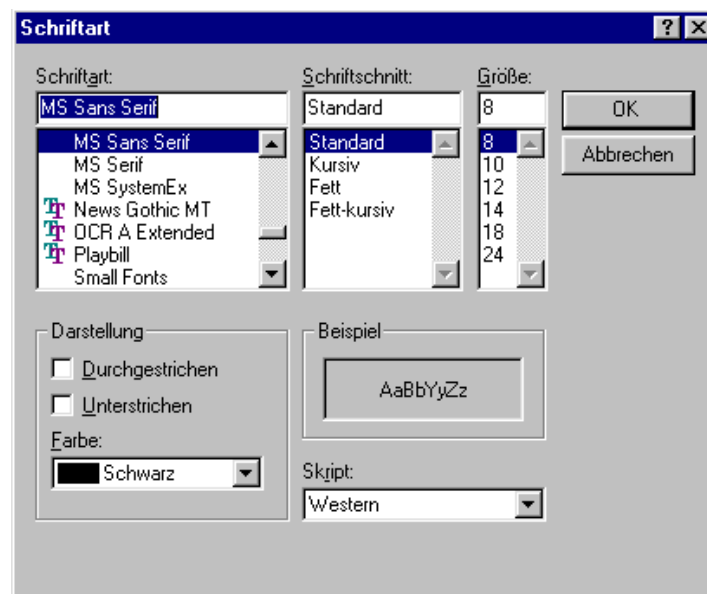 Schriftart
Schriftart:
MS Sans Serif
MS Sans Serif
MS Serif
MS SystemEx
News Gothic MT
OCR A Extended
Playbill
Small Fonts
Schriftschnitt:
Standard
Standard
Kursiv
Fett
Fett-kursiv
Größe:
8
8
10
12
14
18
24
OK
Abbrechen
Darstellung
Durchgestrichen
Unterstrichen
Farbe:
Schwarz
Beispiel
AaBbYyZz
Skript:
Western